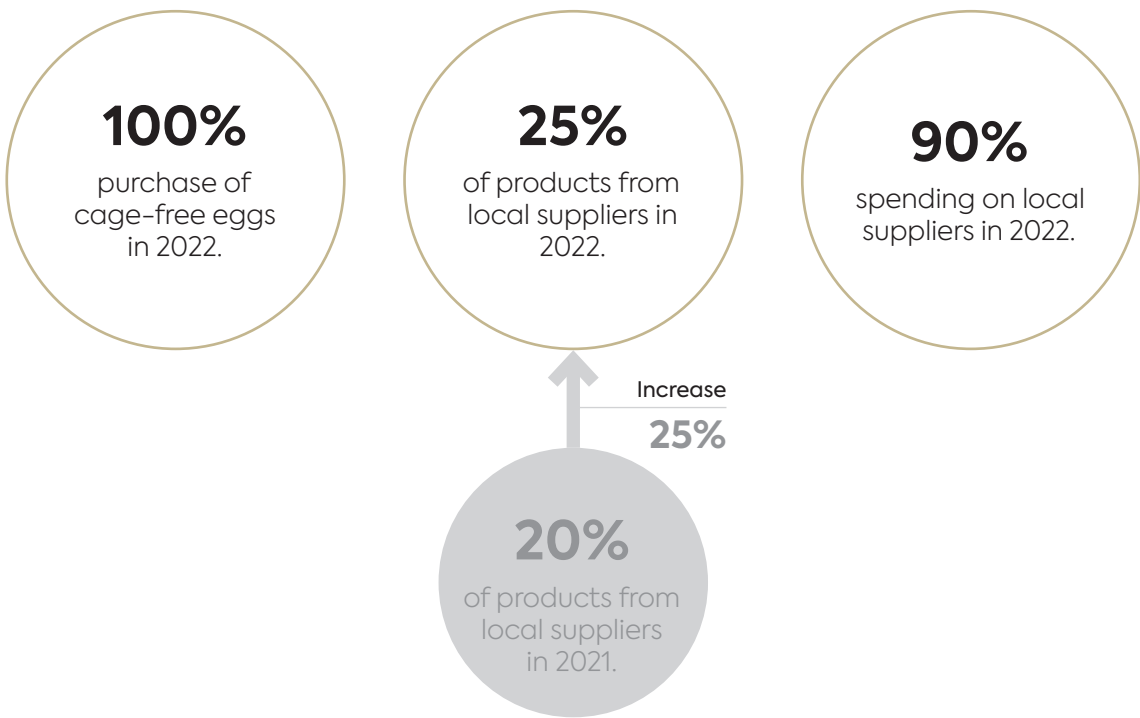 100%
purchase of
cage-free eggs
in 2022.
25%
of products from
local suppliers in
2022.
90%
spending on local
suppliers in 2022.
Increase
25%
20%
of products from
local suppliers
in 2021.